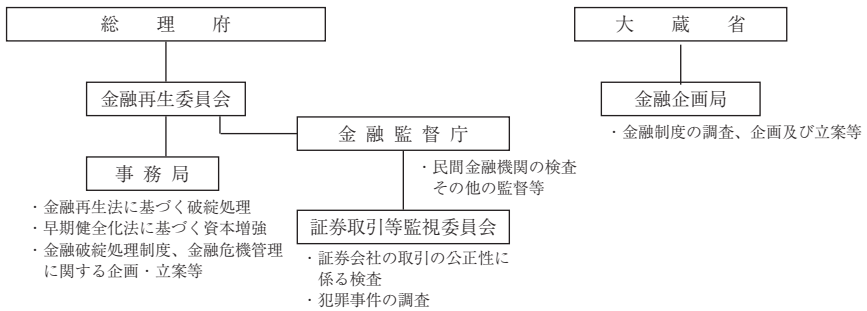 総理府
金融再生委員会
事務局
・金融再生法に基づく破綻処理
・早期健全化法に基づく資本増強
・金融破綻処理制度、金融危機管理
に関する企画・立案等
金融監督庁
・民間金融機関の検査
その他の監督等
証券取引等監視委員会
・証券会社の取引の公正性に
係る検査
・犯罪事件の調査
大蔵省
金融企画局
・金融制度の調査、企画及び立案等